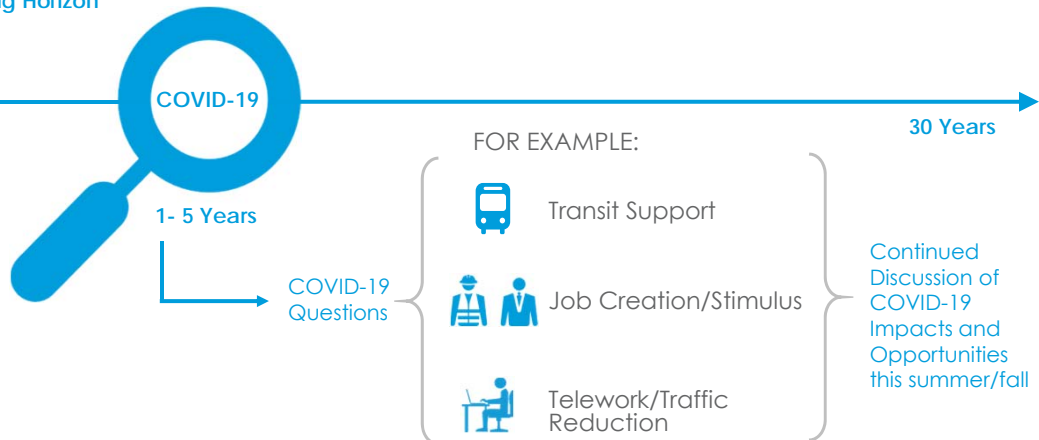 Horizon
COVID-19
30 Years
FOR EXAMPLE:
1- 5 Years
Transit Support
COVID-19
Questions
Job Creation/Stimulus
Telework/Traffic
Reduction
Continued
Discussion of
COVID-19
Impacts and
Opportunities
this summer/fall